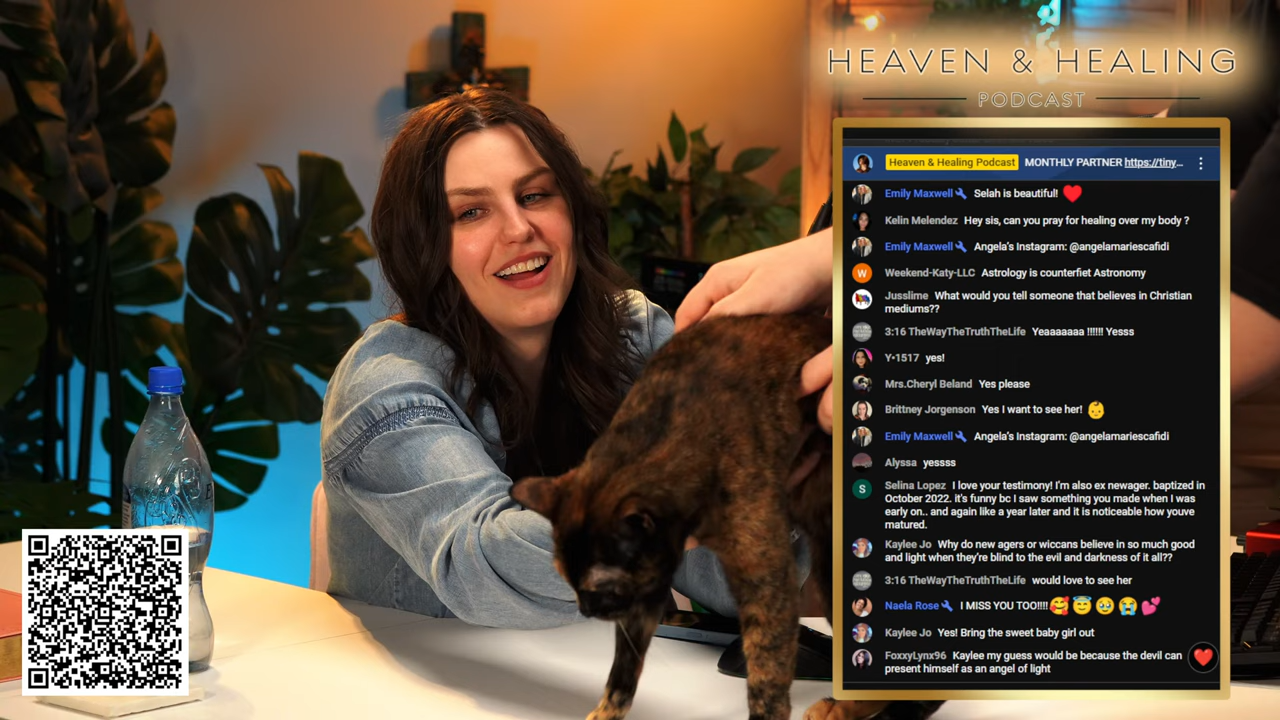 HEAVEN & HEALING
PODCAST
Heaven & Healing Podcast MONTHLY PARTNER https://tiny...
Emily Maxwell Selah is beautiful!
Kelin Melendez Hey sis, can you pray for healing over my body ?
Emily Maxwell Angela's Instagram: @angelamariescafidi
W Weekend-Katy-LLC Astrology is counterfiet Astronomy
Jusslime What would you tell someone that believes in Christian
mediums??
3:16 TheWayTheTruthTheLife Yeaaaaaaa !!!!!! Yesss
Y•1517 yes!
Mrs.Cheryl Beland Yes please
Brittney Jorgenson Yes I want to see her! 👶
Emily Maxwell Angela's Instagram: @angelamariescafidi
Alyssa yessss
S Selina Lopez I love your testimony! I'm also ex newager. baptized in
October 2022. it's funny bc I saw something you made when I was
early on.. and again like a year later and it is noticeable how youve
matured.
Kaylee Jo Why do new agers or wiccans believe in so much good
and light when they're blind to the evil and darkness of it all??
3:16 TheWayTheTruthTheLife would love to see her
Naela Rose I MISS YOU TOO!!!! 🥰😇🥹😭💕
Kaylee Jo Yes! Bring the sweet baby girl out
FoxxyLynx96 Kaylee my guess would be because the devil can
present himself as an angel of light